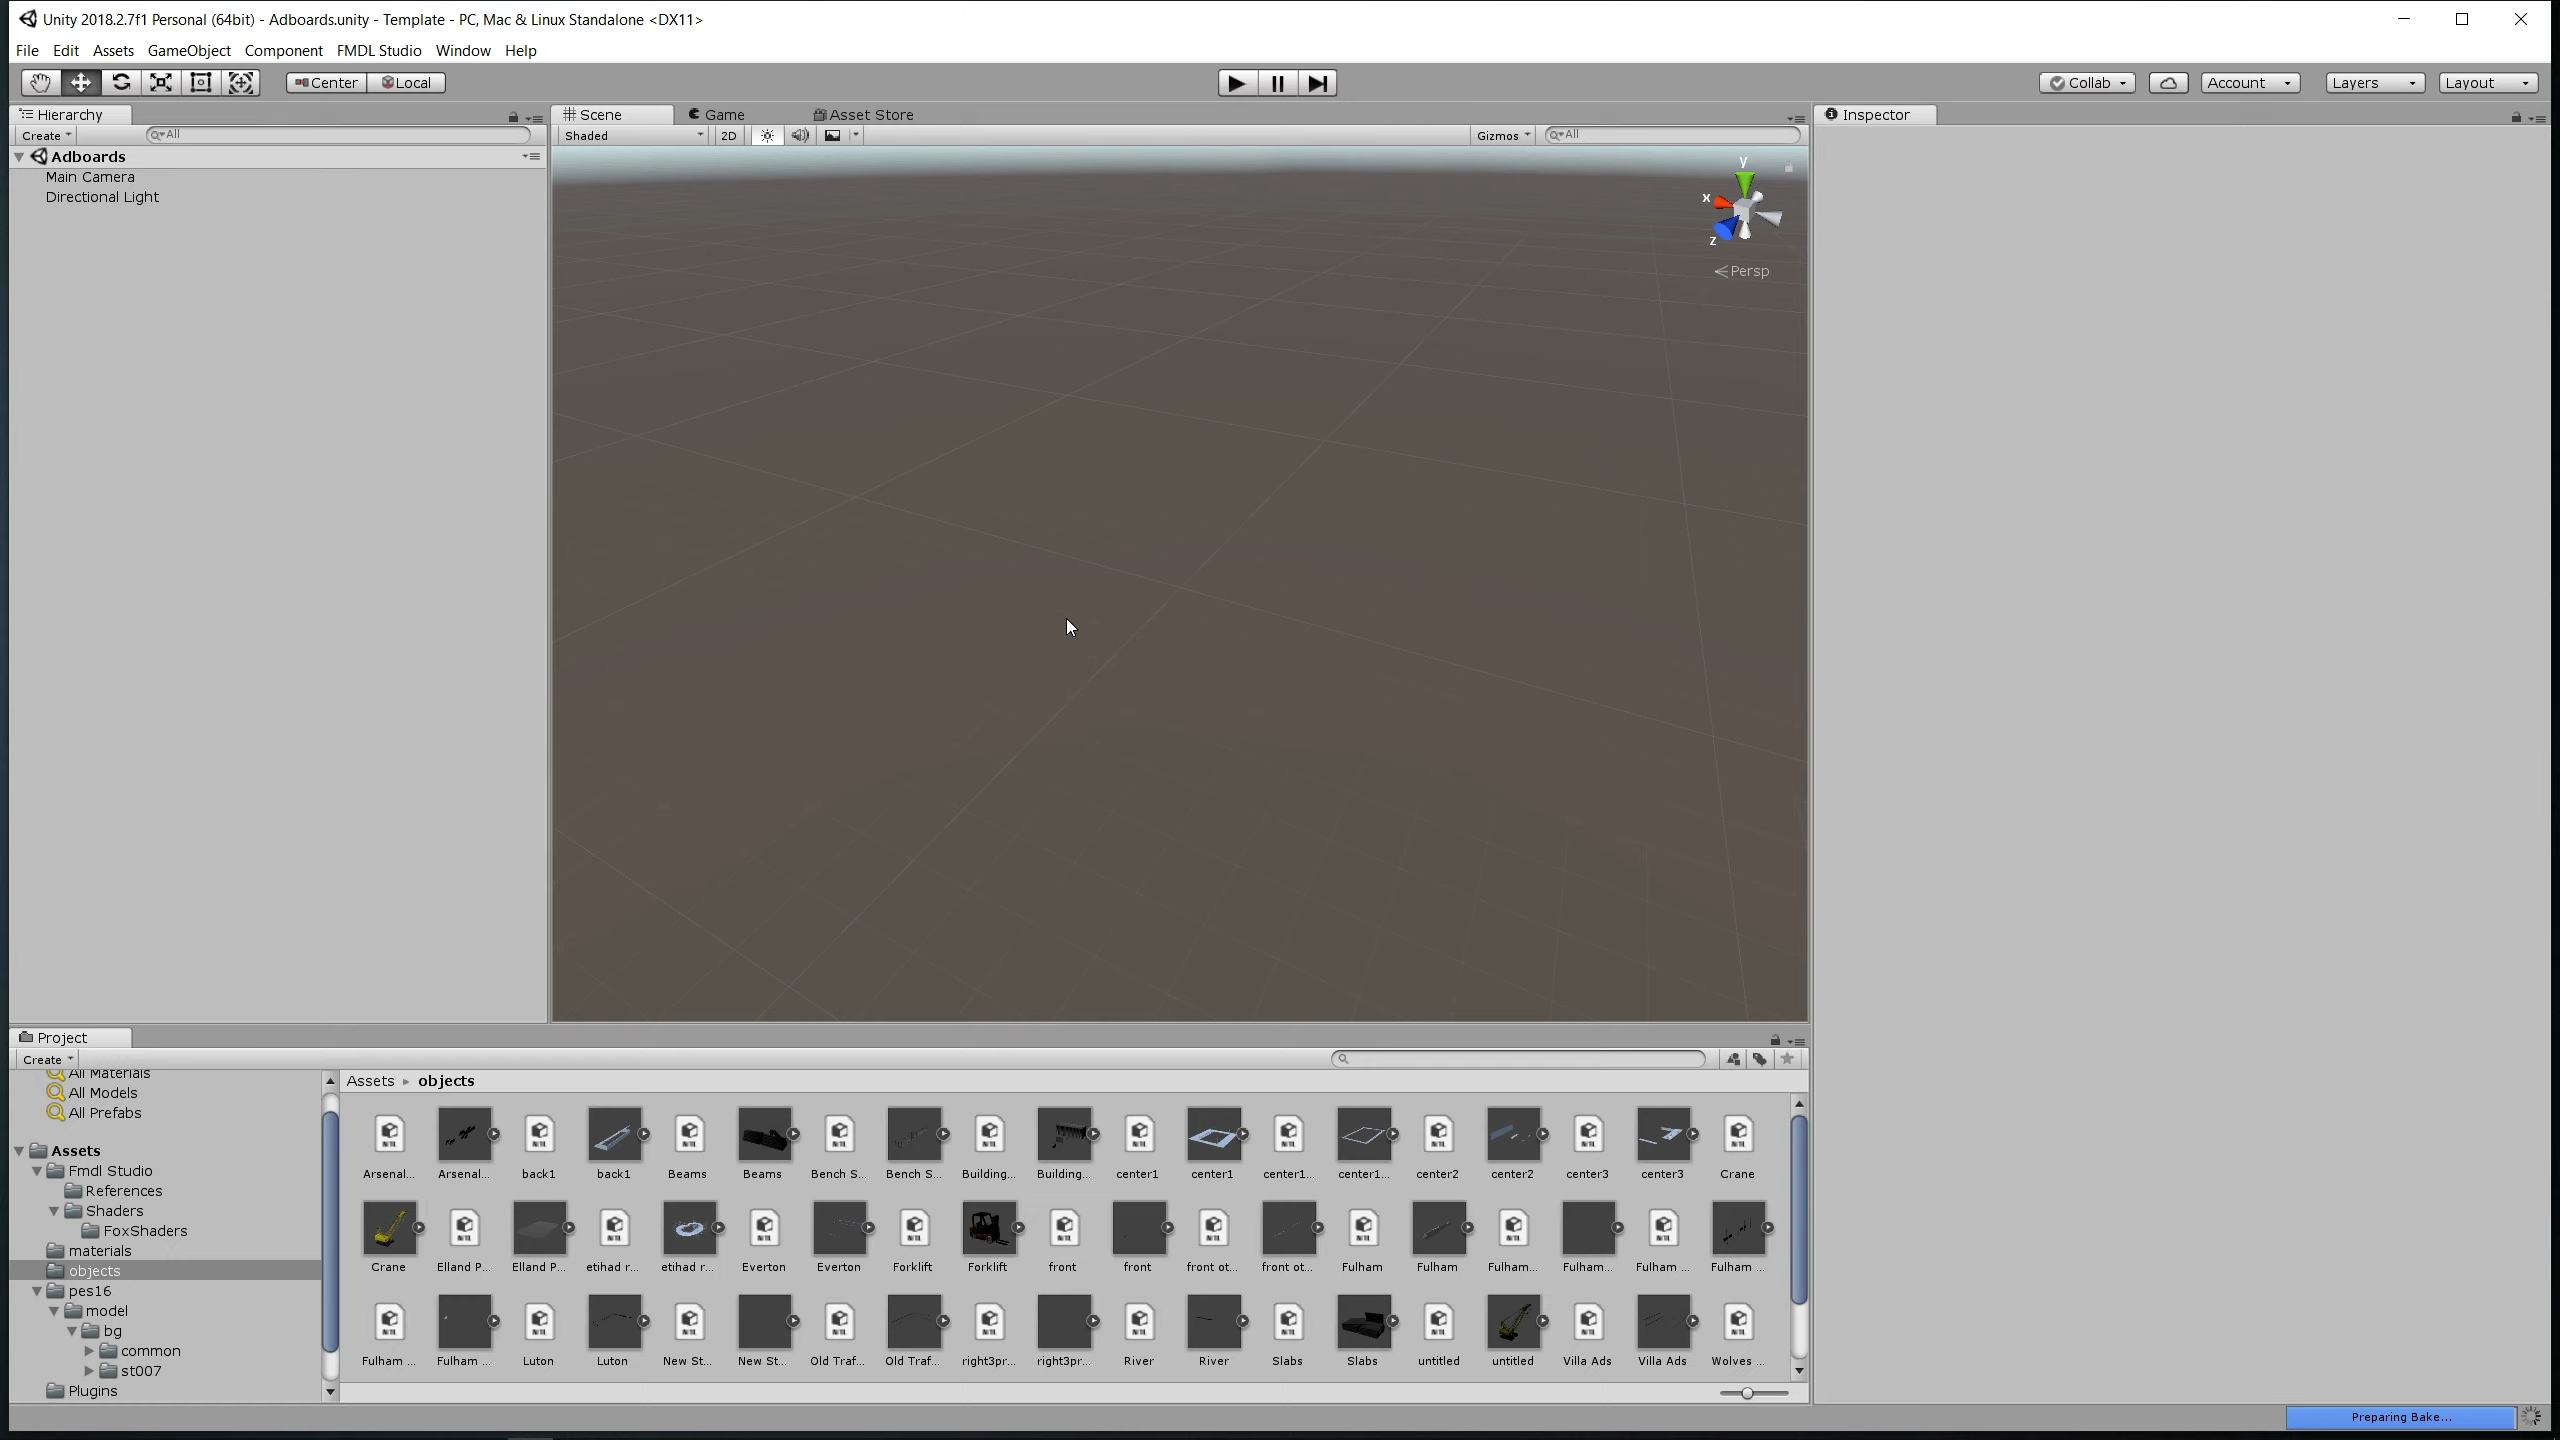 Unity 2018.2.7f1 Personal (64bit) - Adboards.unity - Template - PC, Mac & Linux Standalone <DX11>
File Edit Assets GameObject Component FMDL Studio Window Help
Center Local Collab Account Layers Layout
Hierarchy Scene Game Asset Store Inspector
Create All Shaded 2D Gizmos All
Adboards
Main Camera
Directional Light
y
x
z
Persp
Project
Create
All Materials
All Models
All Prefabs
Assets
Fmdl Studio
References
Shaders
FoxShaders
materials
objects
pes16
model
bg
common
st007
Plugins
Assets objects
Arsenal... Arsenal... back1 back1 Beams Beams Bench S... Bench S... Building... Building... center1 center1 center1... center1... center2 center2 center3 center3 Crane
Crane Elland P... Elland P... etihad r... etihad r... Everton Everton Forklift Forklift front front front ot... front ot... Fulham Fulham Fulham... Fulham... Fulham ... Fulham ...
Fulham ... Fulham ... Luton Luton New St... New St... Old Traf... Old Traf... right3pr... right3pr... River River Slabs Slabs untitled untitled Villa Ads Villa Ads Wolves ...
Preparing Bake...